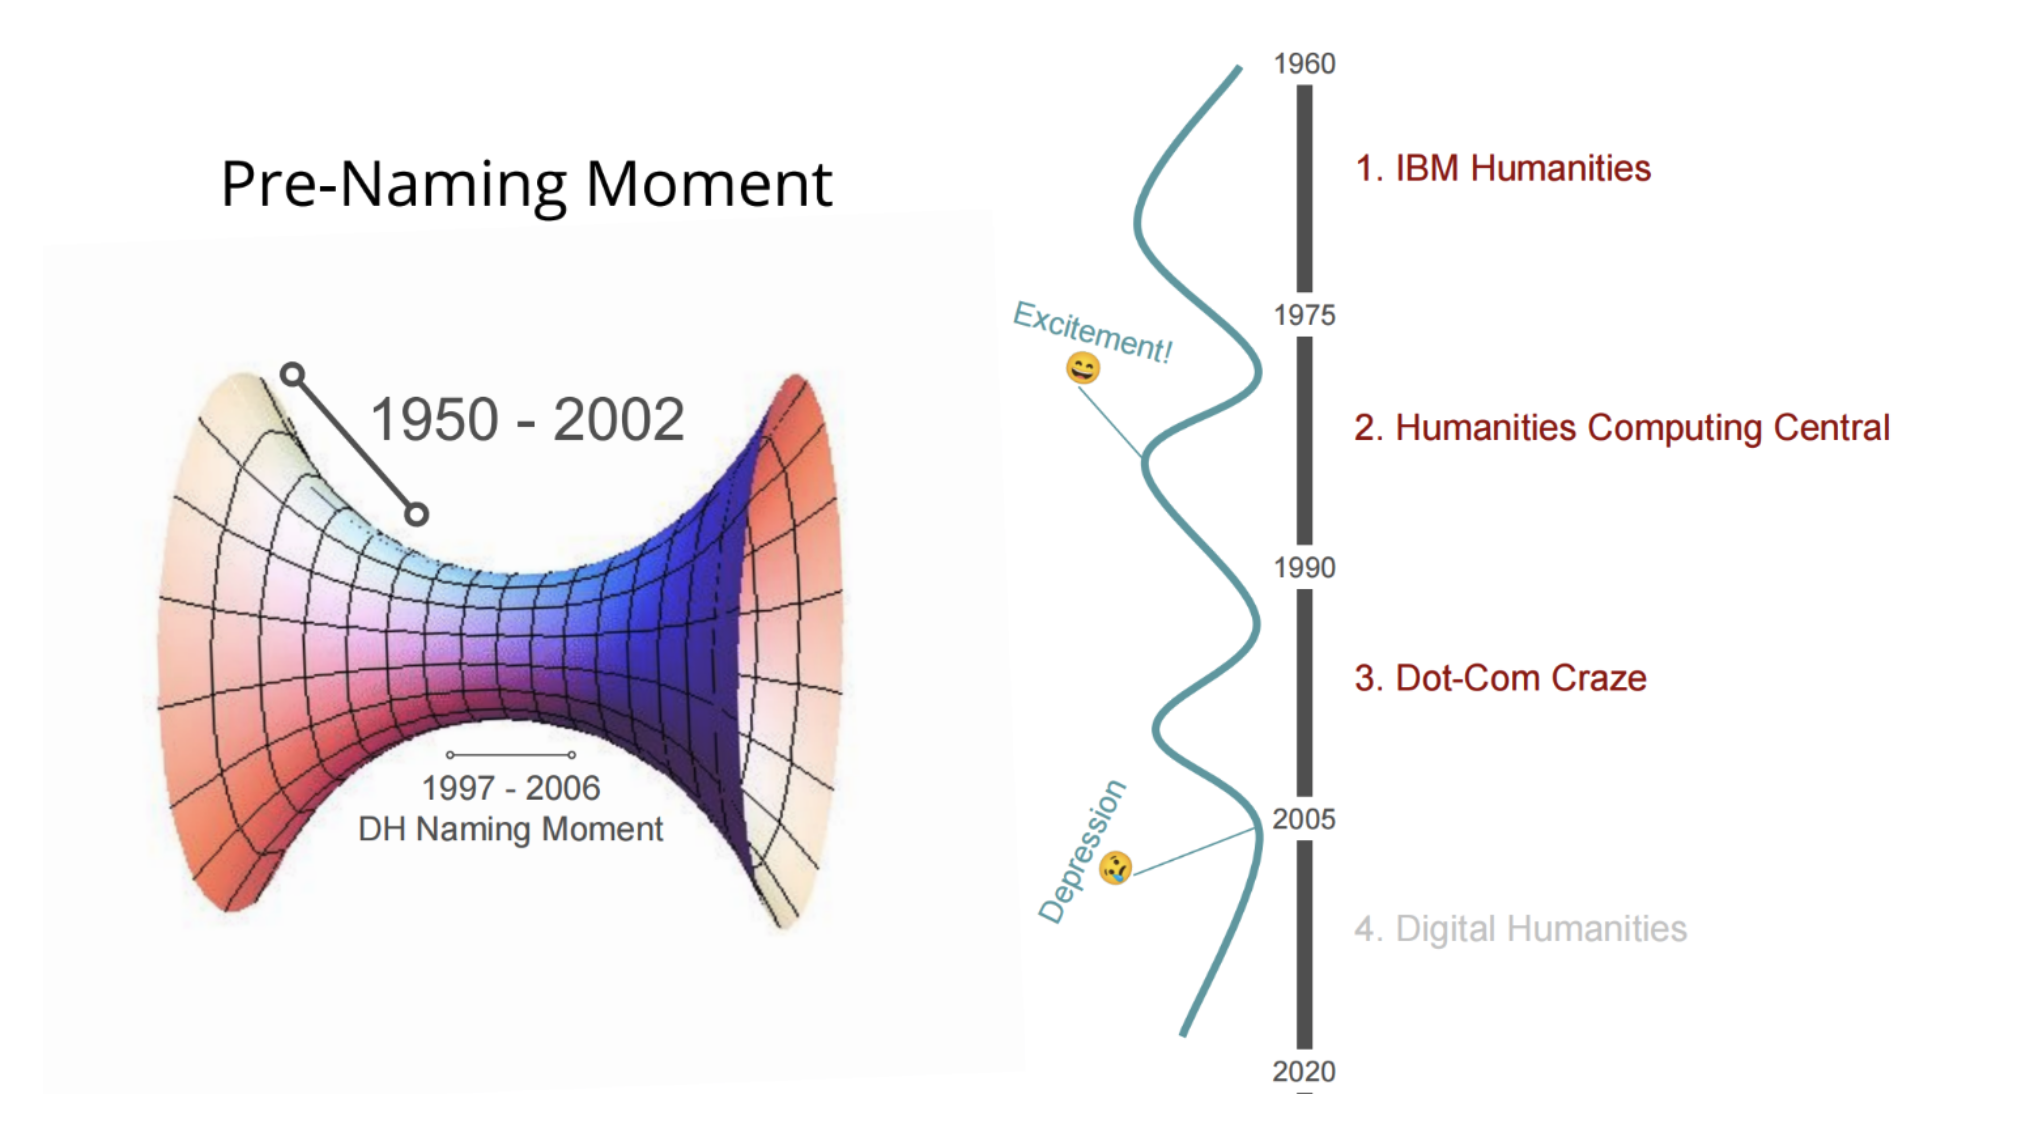 Pre-Naming Moment
1950 - 2002
1997 - 2006
DH Naming Moment
Excitement!
Depression
1960
1. IBM Humanities
1975
2. Humanities Computing Central
1990
3. Dot-Com Craze
2005
4. Digital Humanities
2020